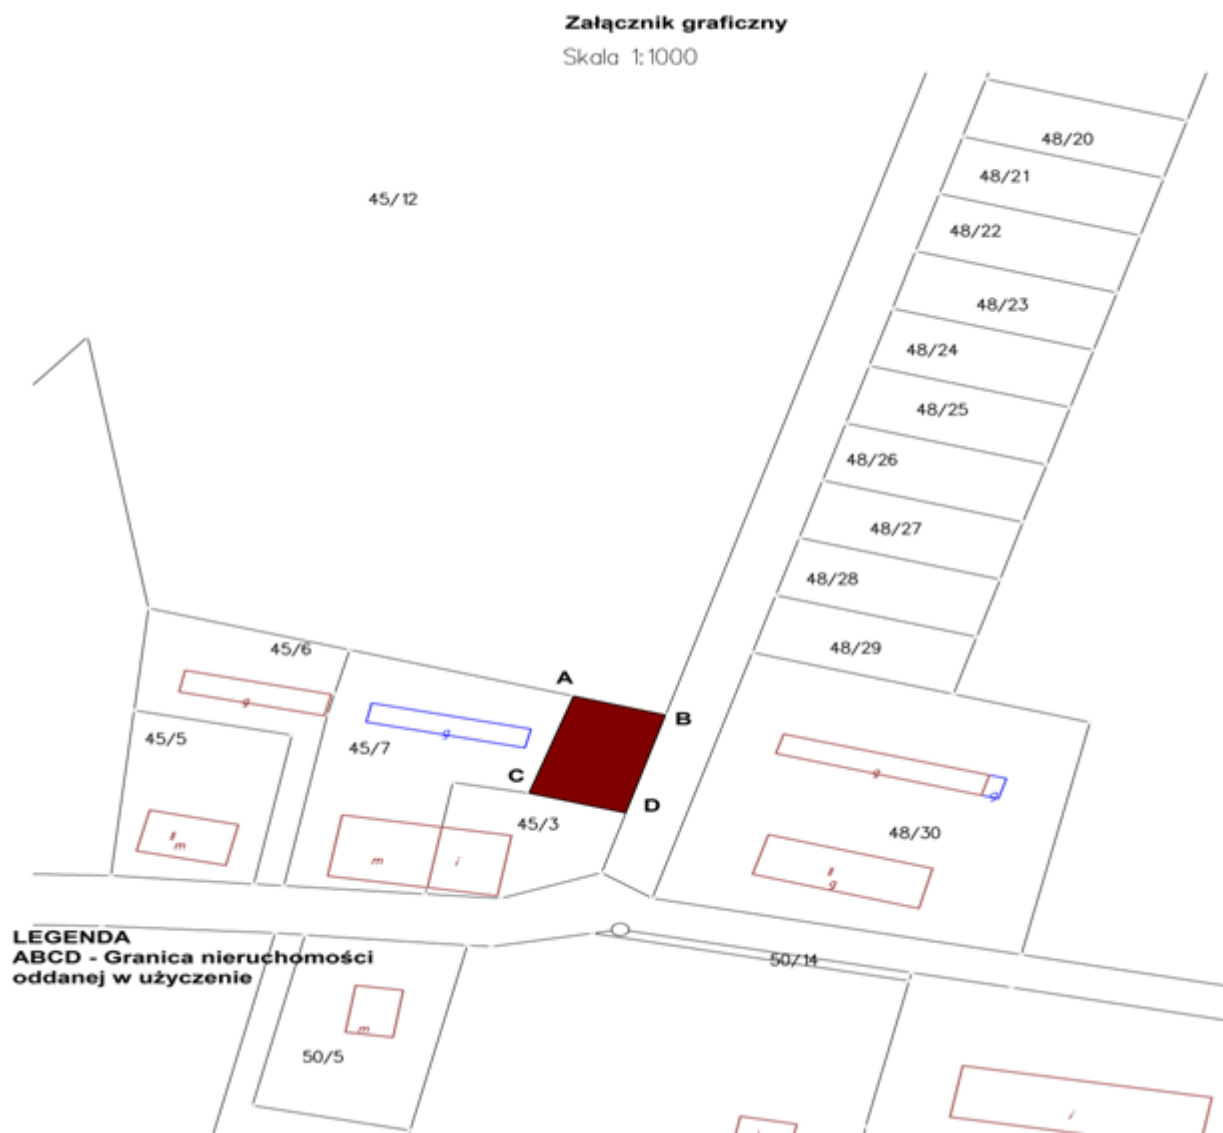 Załącznik graficzny
Skala 1:1000
48/20
48/21
45/12
48/22
48/23
48/24
48/25
48/26
48/27
48/28
48/29
45/6
A
g
B
45/5
45/7
g
C
g
g
D
45/3
48/30
m
m
i
g
LEGENDA
ABCD - Granica nieruchomości
oddanej w użyczenie
50/14
m
50/5
i